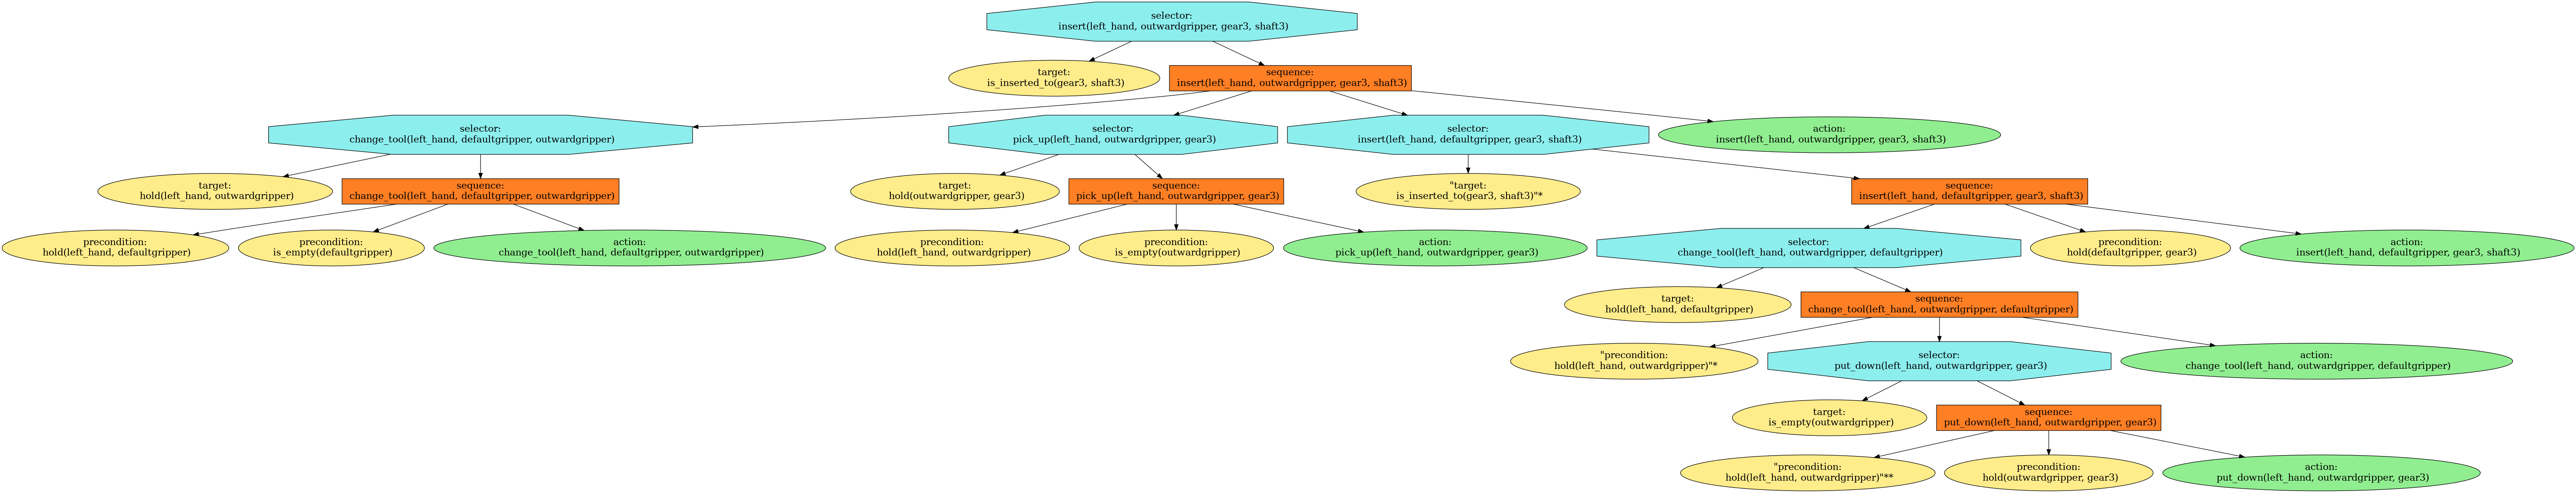 selector:
insert(left_hand, outwardgripper, gear3, shaft3)
target:
is_inserted_to(gear3, shaft3)
sequence:
insert(left_hand, outwardgripper, gear3, shaft3)
selector:
change_tool(left_hand, defaultgripper, outwardgripper)
selector:
pick_up(left_hand, outwardgripper, gear3)
selector:
insert(left_hand, defaultgripper, gear3, shaft3)
action:
insert(left_hand, outwardgripper, gear3, shaft3)
target:
hold(left_hand, outwardgripper)
sequence:
change_tool(left_hand, defaultgripper, outwardgripper)
target:
hold(outwardgripper, gear3)
sequence:
pick_up(left_hand, outwardgripper, gear3)
"target:
is_inserted_to(gear3, shaft3)"*
sequence:
insert(left_hand, defaultgripper, gear3, shaft3)
precondition:
hold(left_hand, defaultgripper)
precondition:
is_empty(defaultgripper)
action:
change_tool(left_hand, defaultgripper, outwardgripper)
precondition:
hold(left_hand, outwardgripper)
precondition:
is_empty(outwardgripper)
action:
pick_up(left_hand, outwardgripper, gear3)
selector:
change_tool(left_hand, outwardgripper, defaultgripper)
precondition:
hold(defaultgripper, gear3)
action:
insert(left_hand, defaultgripper, gear3, shaft3)
target:
hold(left_hand, defaultgripper)
sequence:
change_tool(left_hand, outwardgripper, defaultgripper)
"precondition:
hold(left_hand, outwardgripper)"*
selector:
put_down(left_hand, outwardgripper, gear3)
action:
change_tool(left_hand, outwardgripper, defaultgripper)
target:
is_empty(outwardgripper)
sequence:
put_down(left_hand, outwardgripper, gear3)
"precondition:
hold(left_hand, outwardgripper)"**
precondition:
hold(outwardgripper, gear3)
action:
put_down(left_hand, outwardgripper, gear3)